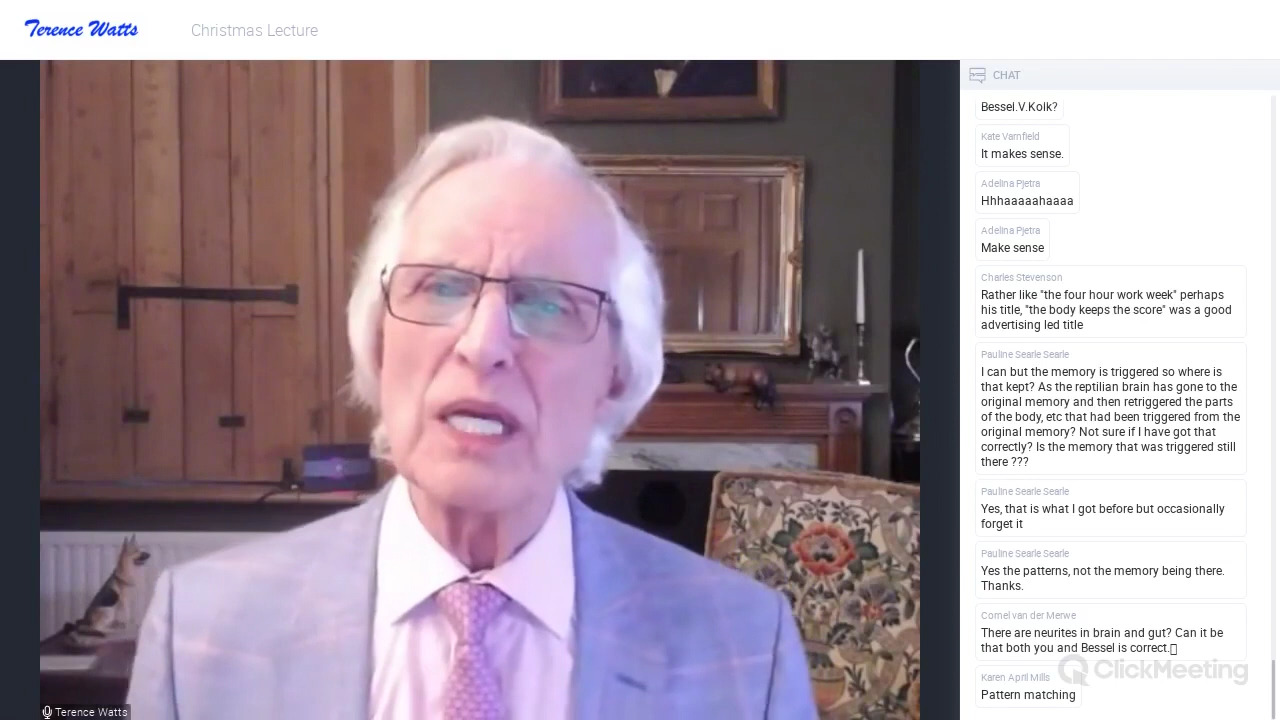 Terence Watts
Christmas Lecture
CHAT
Bessel.V.Kolk?
Kate Varnfield
It makes sense.
Adelina Pjetra
Hhhaaaaahaaaa
Adelina Pjetra
Make sense
Charles Stevenson
Rather like "the four hour work week" perhaps
his title, "the body keeps the score" was a good
advertising led title
Pauline Searle Searle
I can but the memory is triggered so where is
that kept? As the reptilian brain has gone to the
original memory and then retriggered the parts
of the body, etc that had been triggered from the
original memory? Not sure if I have got that
correctly? Is the memory that was triggered still
there ???
Pauline Searle Searle
Yes, that is what I got before but occasionally
forget it
Pauline Searle Searle
Yes the patterns, not the memory being there.
Thanks.
Cornel van der Merwe
There are neurites in brain and gut? Can it be
that both you and Bessel is correct.
ClickMeeting
Karen April Mills
Pattern matching
Terence Watts